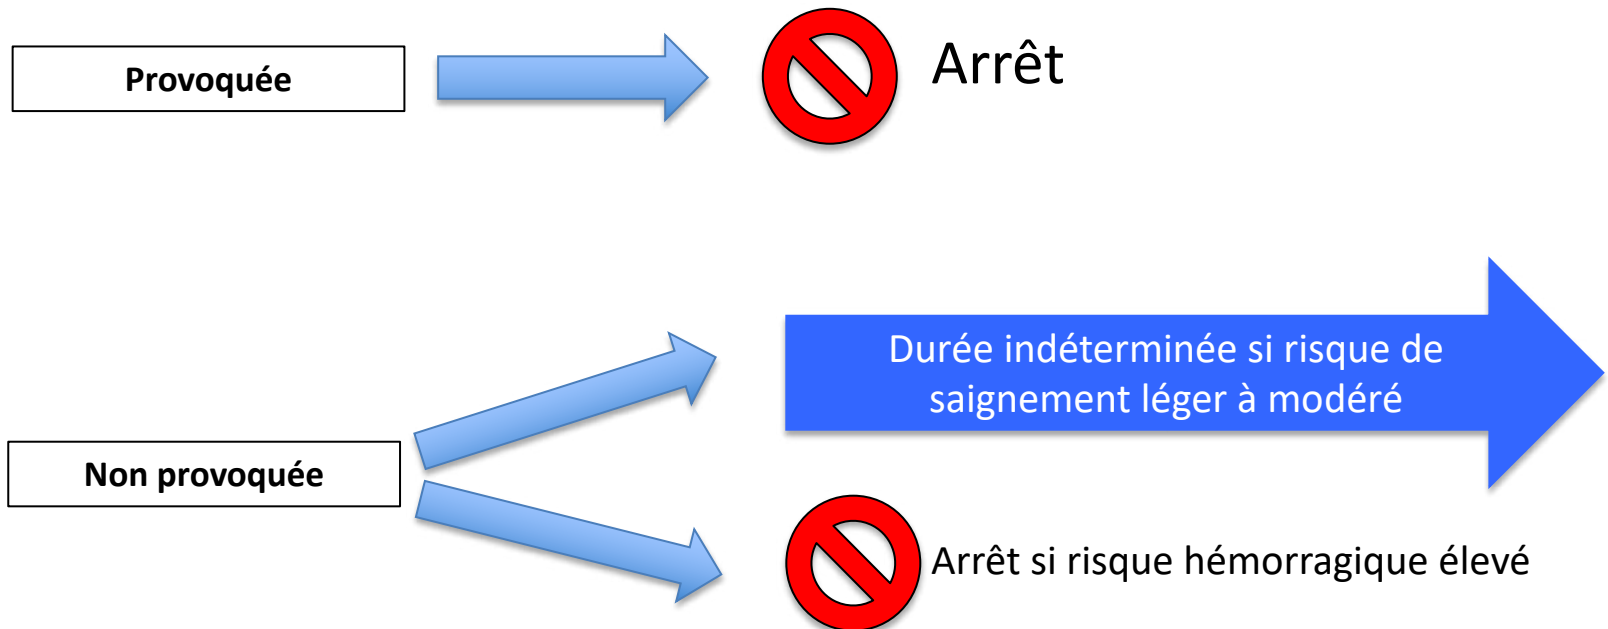 Provoquée
Arrêt
Durée indéterminée si risque de
saignement léger à modéré
Non provoquée
Arrêt si risque hémorragique élevé